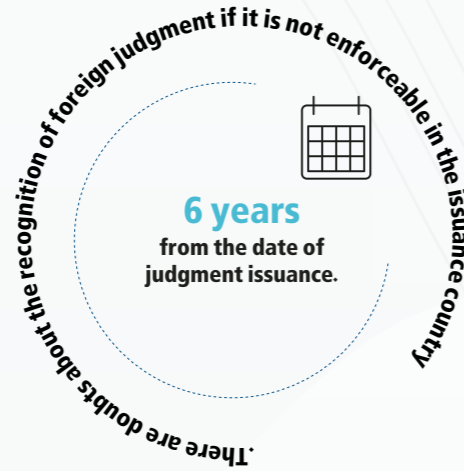 .There are doubts about the recognition of foreign judgment if it is not enforceable in the issuance country
6 years
from the date of
judgment issuance.